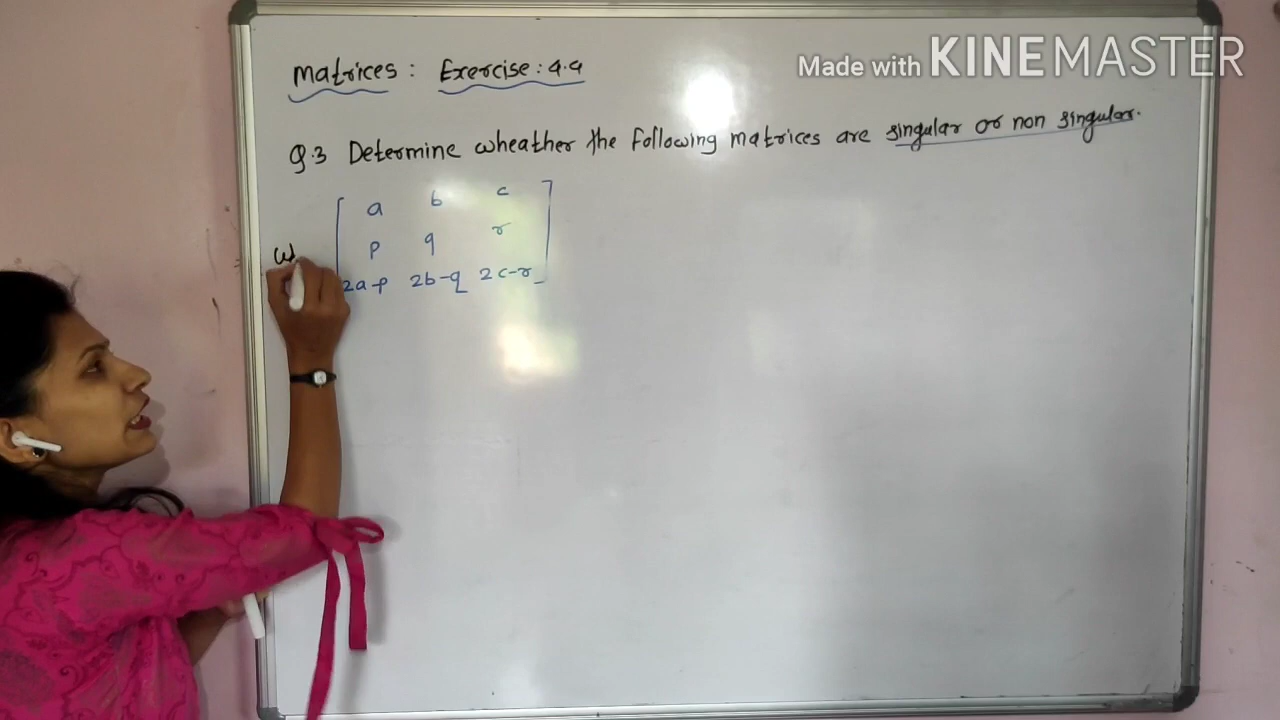 Made with KINEMASTER
Matrices : Exercise : 4.4
Q.3 Determine wheather the following matrices are singular or non singular.
a b c
p q r
2a-p 2b-q 2c-r